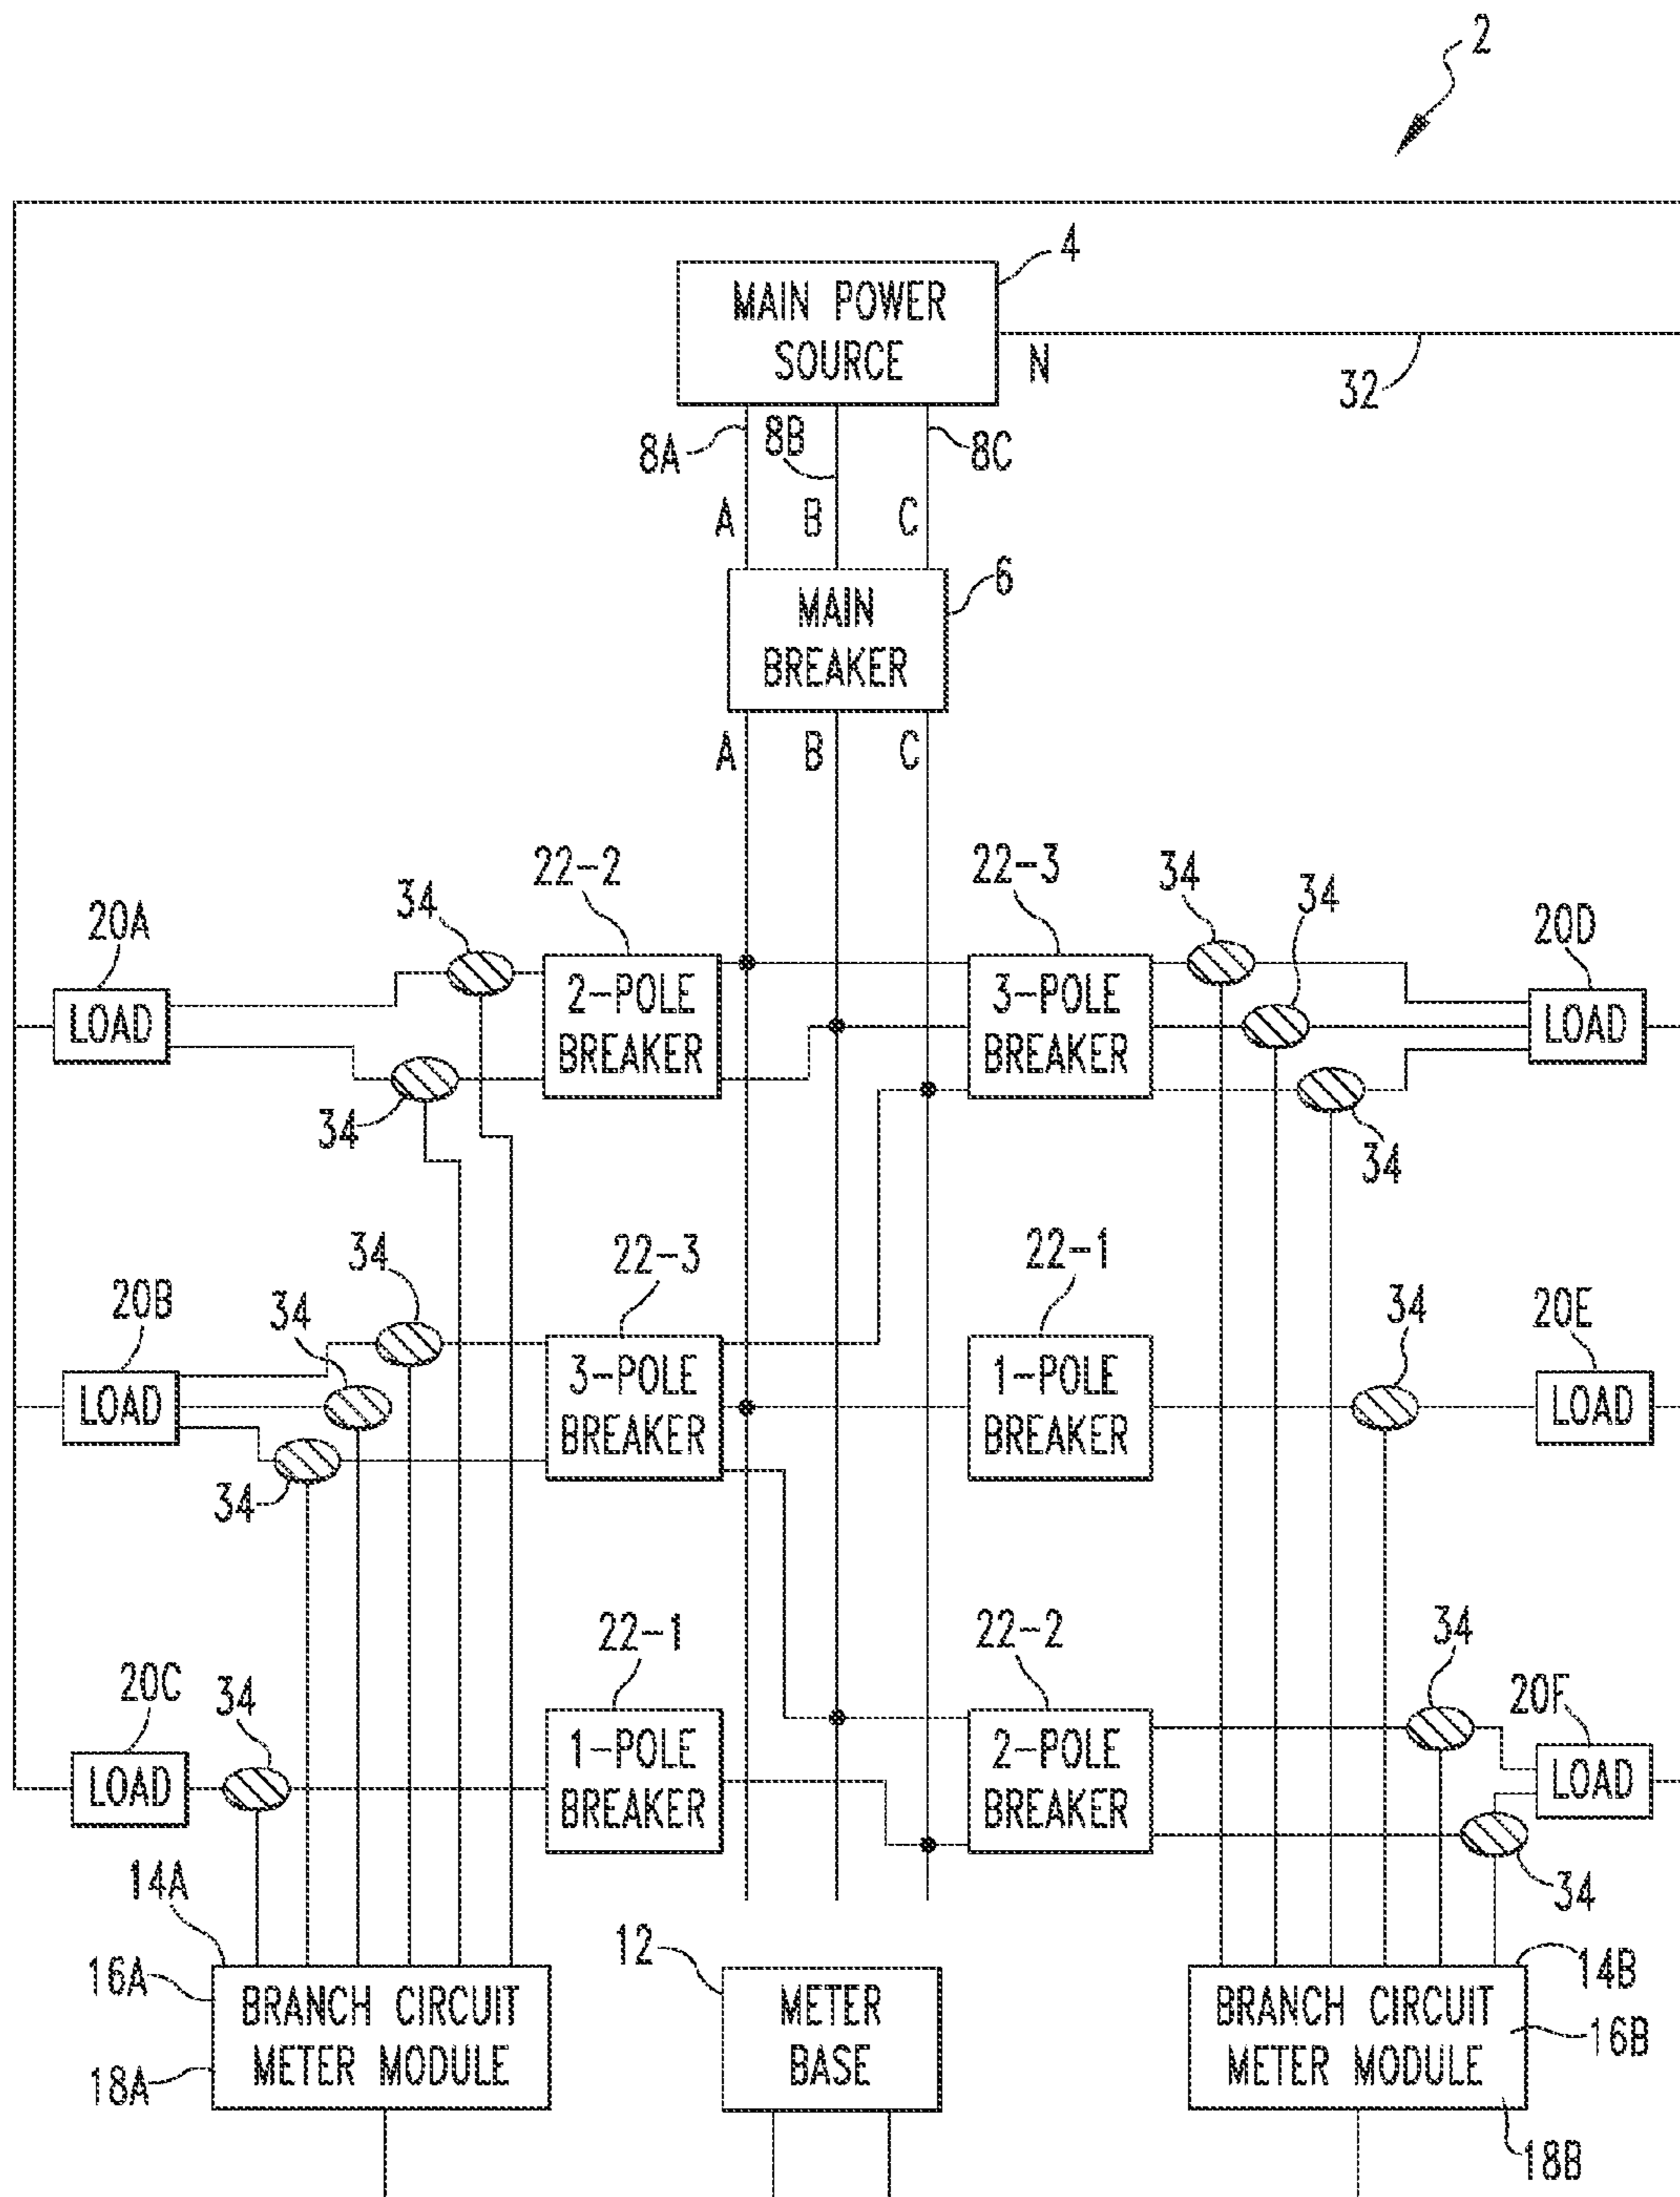 2
4
MAIN POWER
SOURCE
N
32
8A
8B
8C
A
B
C
6
MAIN
BREAKER
A
B
C
22-2
22-3
34
34
34
20A
20D
LOAD
2-POLE
BREAKER
3-POLE
BREAKER
LOAD
34
34
34
22-3
22-1
20B
34
34
20E
LOAD
3-POLE
BREAKER
1-POLE
BREAKER
LOAD
34
22-1
22-2
34
20C
34
20F
LOAD
1-POLE
BREAKER
2-POLE
BREAKER
LOAD
34
14A
12
14B
16A
BRANCH CIRCUIT
METER MODULE
18A
METER
BASE
BRANCH CIRCUIT
METER MODULE
16B
18B